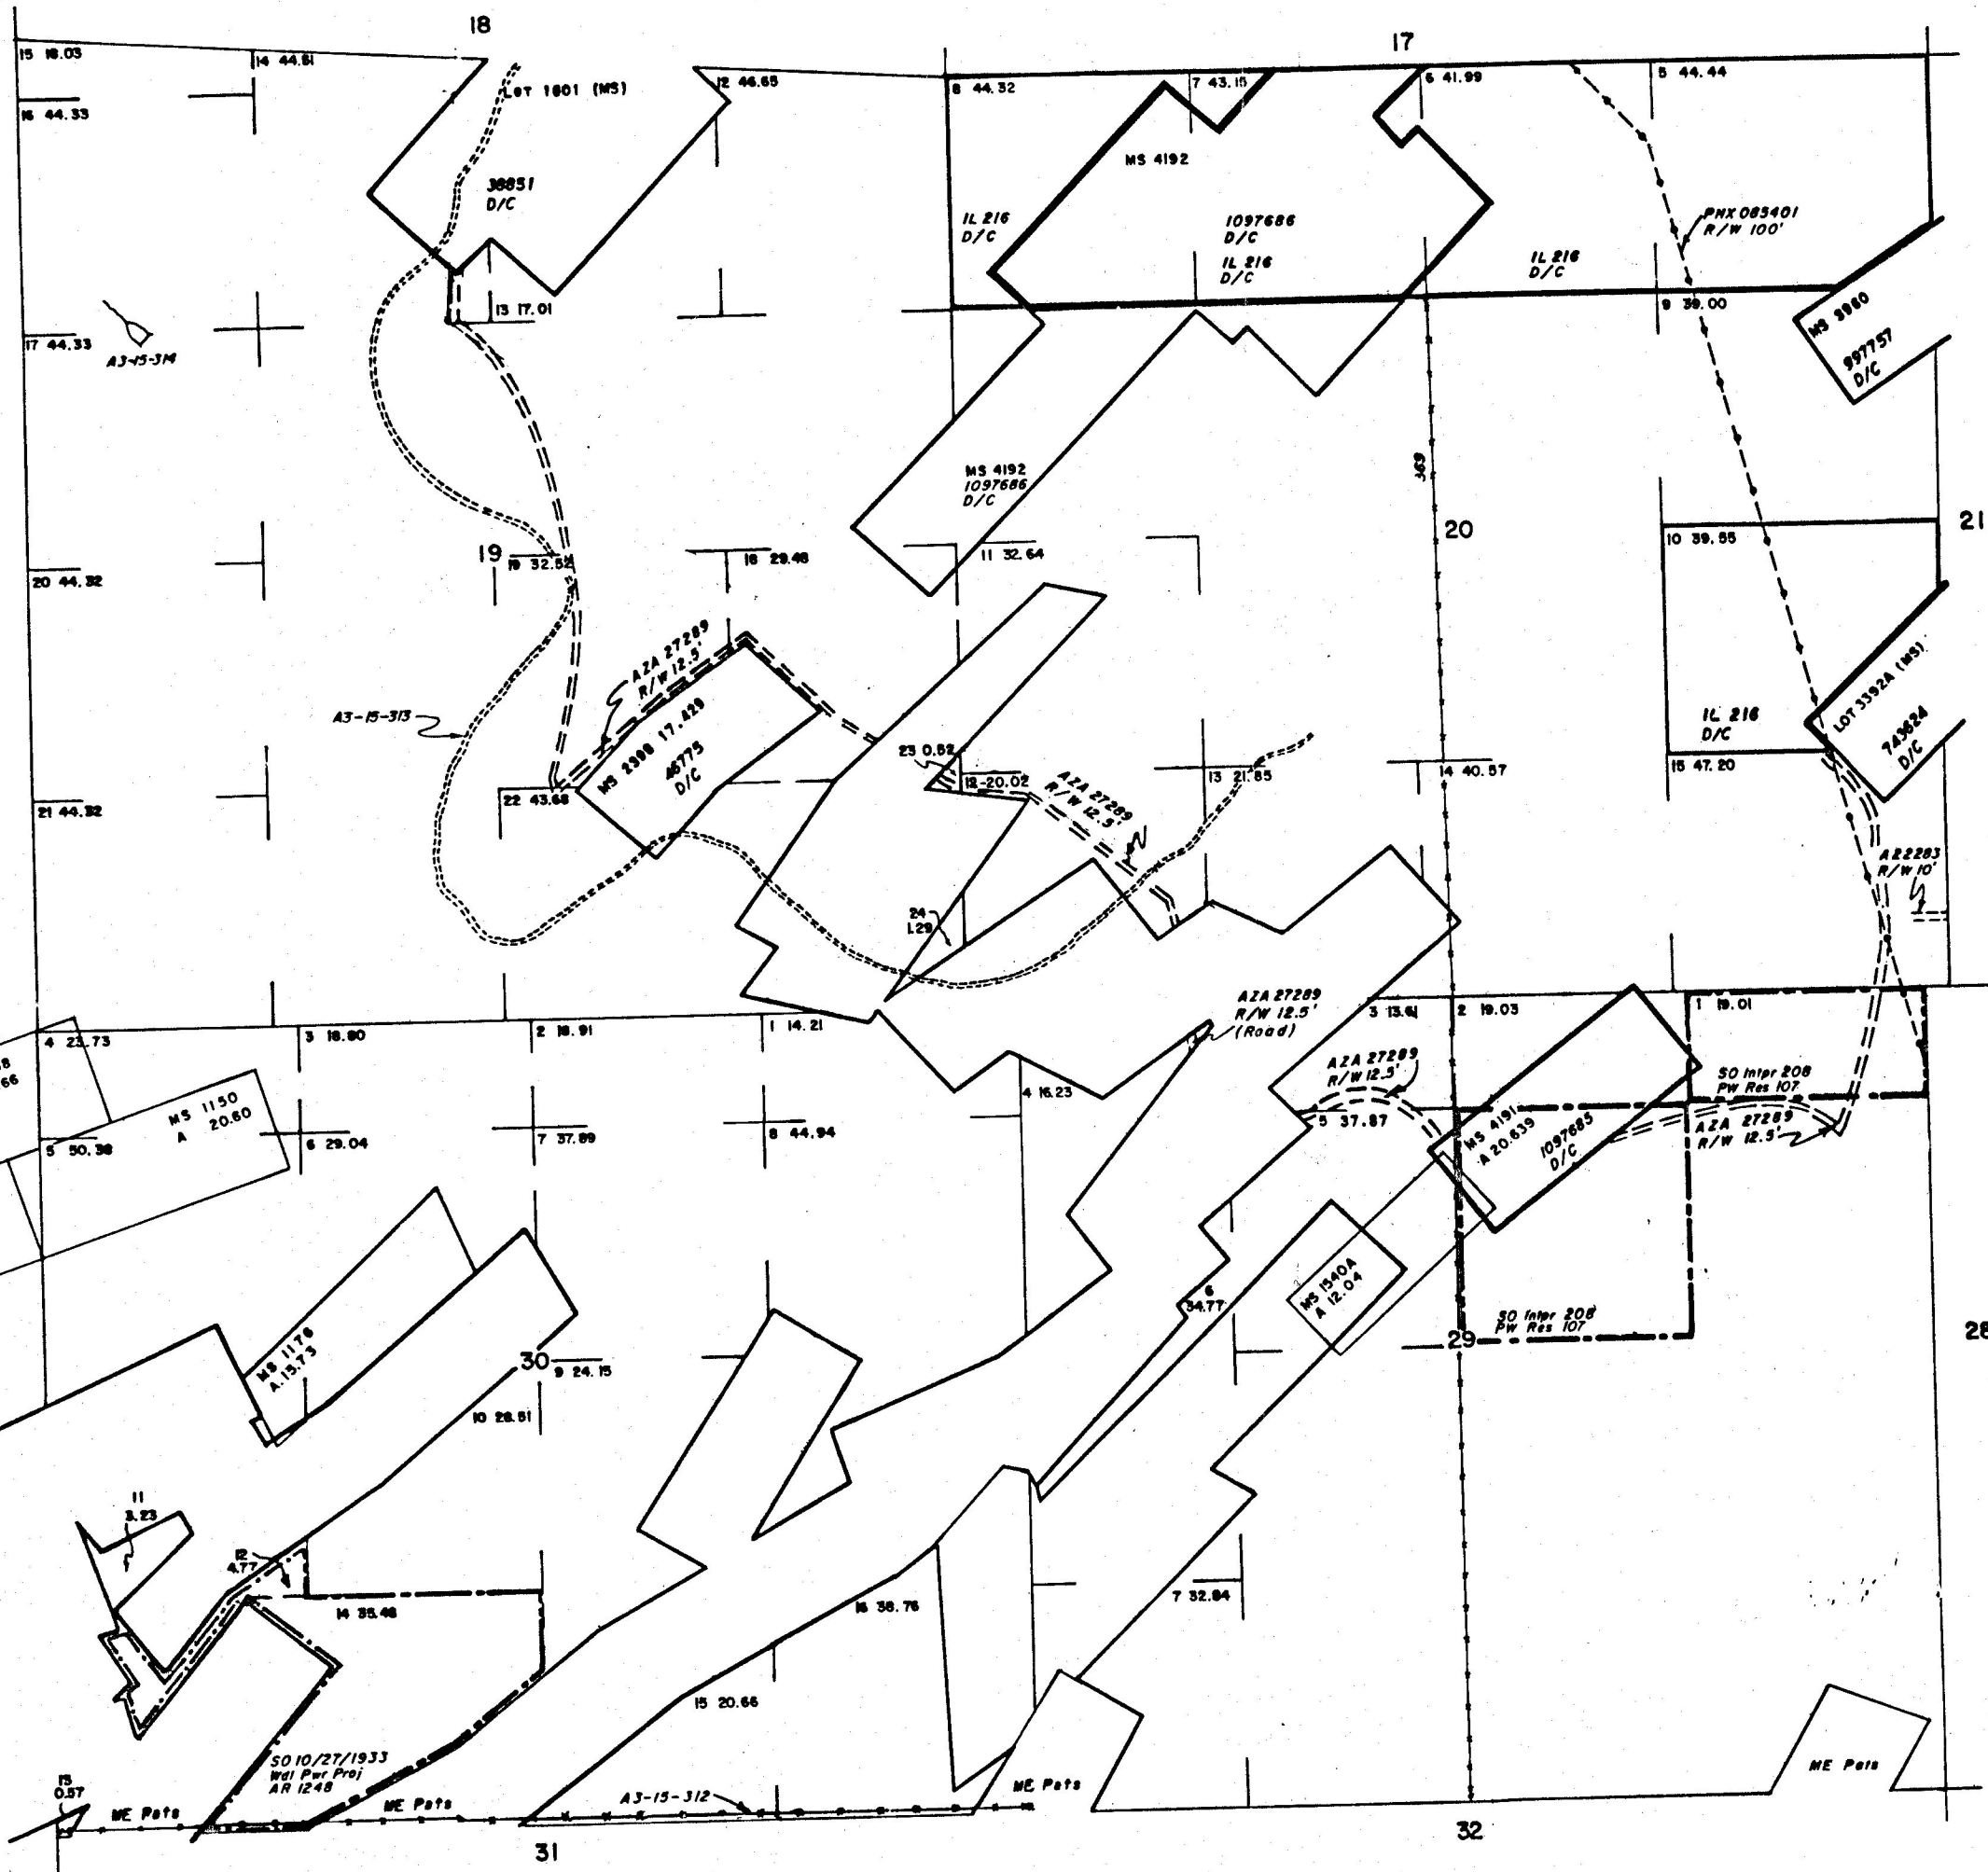 18
17
15 18.03
14 44.61
Lot 1601 (MS)
12 46.65
8 44.32
7 43.15
6 41.99
5 44.44
16 44.33
MS 4192
38851
D/C
IL 216
D/C
1097686
D/C
IL 216
D/C
PHX 085401
R/W 100'
IL 216
D/C
13 17.01
9 39.00
17 44.33
A3-15-314
MS 3980
997757
D/C
MS 4192
1097686
D/C
369
20
21
10 39.55
19
19 32.52
18 29.48
11 32.64
20 44.32
AZA 27289
R/W 12.5'
A3-15-313
MS 2398 17.429
46775
D/C
LOT 3392A (MS)
743624
D/C
IL 216
D/C
23 0.52
12 20.02
AZA 27289
R/W 12.5'
13 21.85
14 40.57
15 47.20
22 43.68
21 44.32
A 22283
R/W 10'
24
1.29
AZA 27289
R/W 12.5'
(Road)
3 13.61
2 19.03
1 19.01
4 23.73
3 18.80
2 18.91
1 14.21
66
AZA 27289
R/W 12.5'
SO Intpr 208
PW Res 107
MS 1150
A 20.60
4 16.23
5 50.38
6 29.04
7 37.89
8 44.94
5 37.87
MS 4191
A 20.639
1097685
D/C
AZA 27289
R/W 12.5'
MS 1540A
A 12.04
6
34.77
SO Intpr 208
PW Res 107
29
28
MS 1178
A 15.73
30
9 24.15
10 28.51
11
3.23
12
4.77
14 35.48
16 38.76
7 32.84
15 20.66
SO 10/27/1933
Wdl Pwr Proj
AR 1248
0.57
ME Pats
ME Pats
A3-15-312
ME Pats
ME Pats
31
32